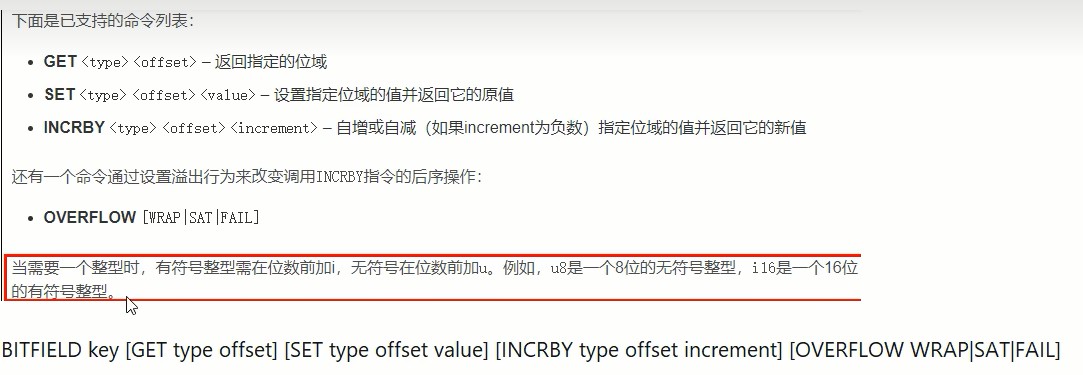 下面是已支持的命令列表：
• GET <type> <offset> – 返回指定的位域
• SET <type> <offset> <value> – 设置指定位域的值并返回它的原值
• INCRBY <type> <offset> <increment> – 自增或自减（如果increment为负数）指定位域的值并返回它的新值
还有一个命令通过设置溢出行为来改变调用INCRBY指令的后序操作：
• OVERFLOW [WRAP|SAT|FAIL]
当需要一个整型时，有符号整型需在位数前加i，无符号在位数前加u。例如，u8是一个8位的无符号整型，i16是一个16位
的有符号整型。
BITFIELD key [GET type offset] [SET type offset value] [INCRBY type offset increment] [OVERFLOW WRAP|SAT|FAIL]